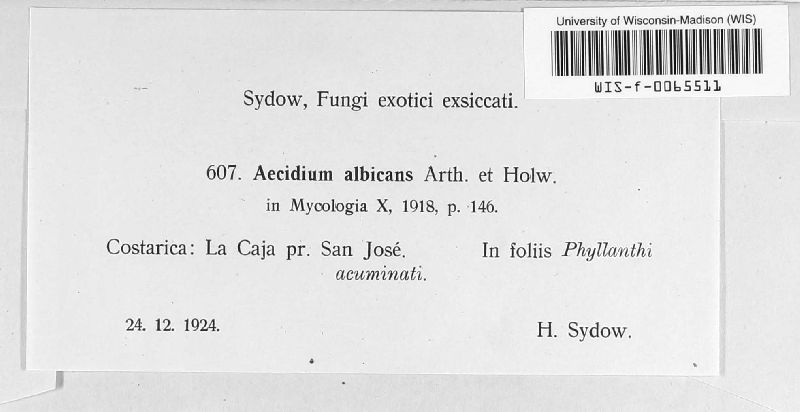 University of Wisconsin-Madison (WIS)
WIS-f-0065511
Sydow, Fungi exotici exsiccati.
607. Aecidium albicans Arth. et Holw.
in Mycologia X, 1918, p. 146.
Costarica: La Caja pr. San José. In foliis Phyllanthi
acuminati.
24. 12. 1924. H. Sydow.